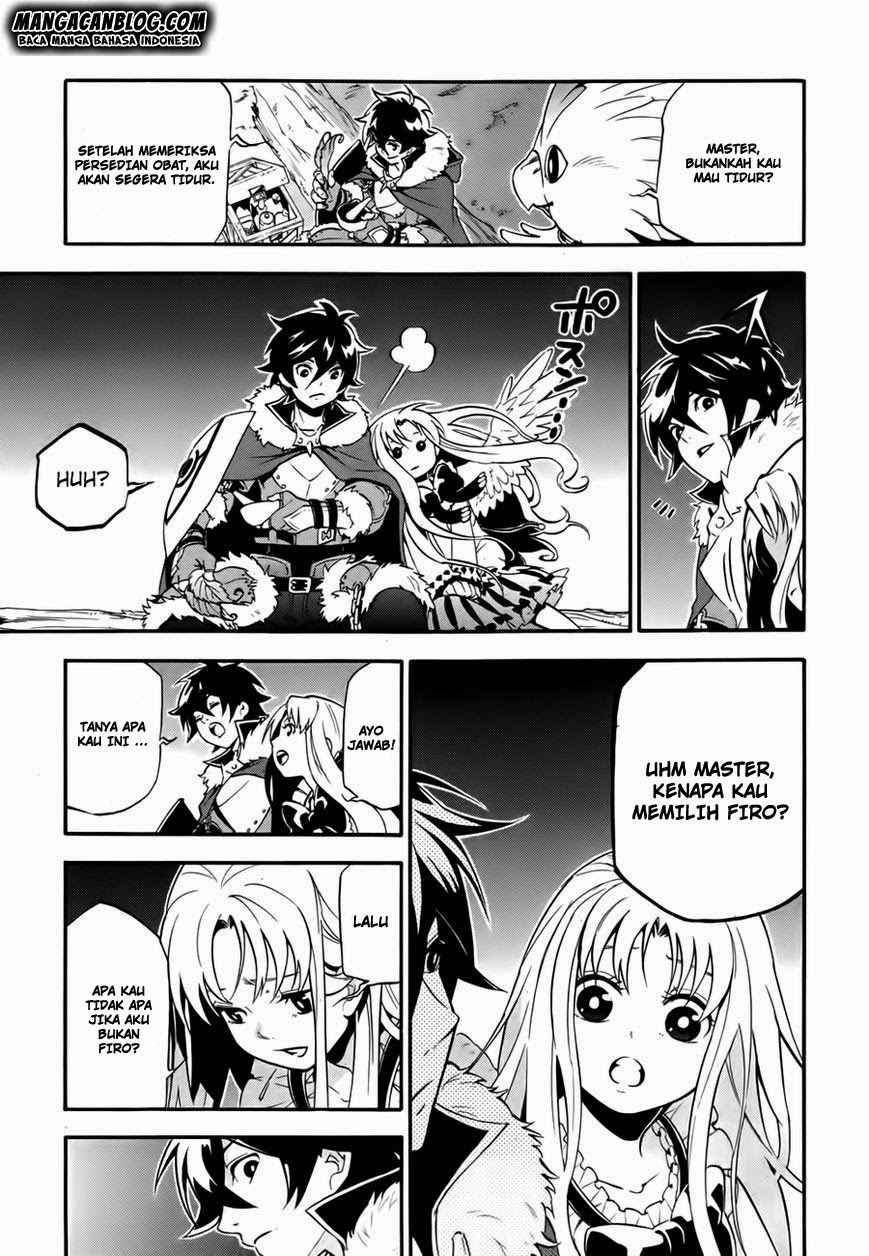 MANGACANBLOG.COM
BACA MANGA BAHASA INDONESIA
MASTER,
BUKANKAH KAU
MAU TIDUR?
SETELAH MEMERIKSA
PERSEDIAN OBAT, AKU
AKAN SEGERA TIDUR.
ポスン…
HUH?
UHM MASTER,
KENAPA KAU
MEMILIH FIRO?
AYO
JAWAB!
TANYA APA
KAU INI ...
LALU
APA KAU
TIDAK APA
JIKA AKU
BUKAN
FIRO?